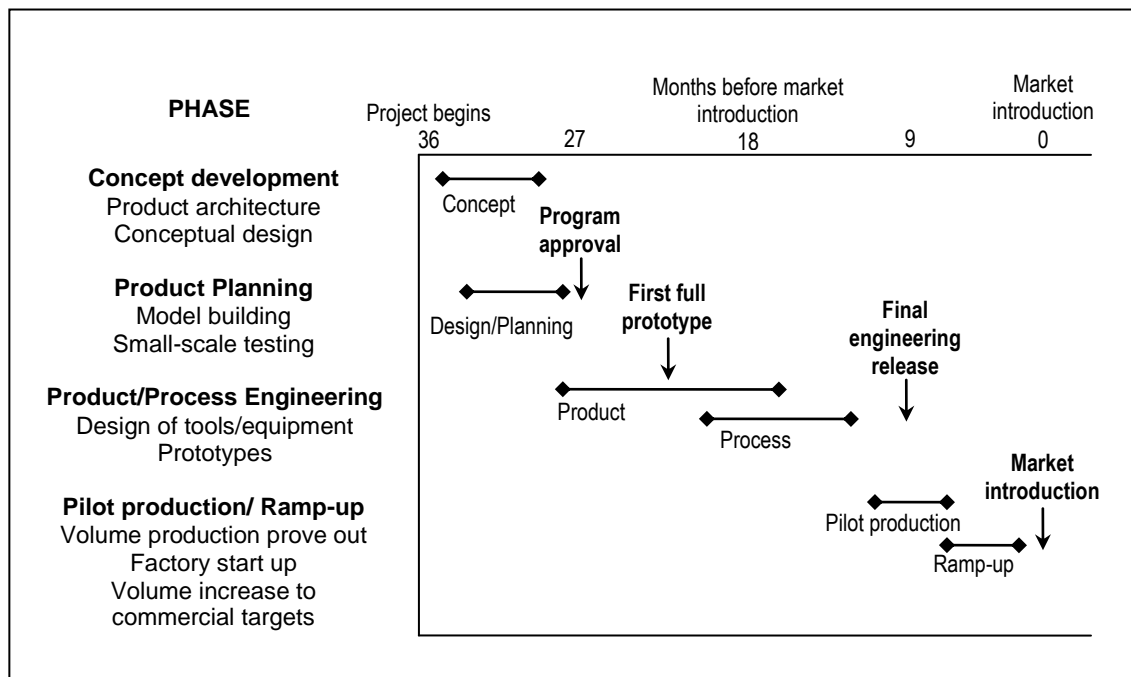 PHASE
Project begins
36
27
Months before market
introduction
18
9
Market
introduction
0
Concept development
Product architecture
Conceptual design
Concept
Program
approval
Product Planning
Model building
Small-scale testing
Design/Planning
First full
prototype
Final
engineering
release
Product/Process Engineering
Design of tools/equipment
Prototypes
Product
Process
Market
introduction
Pilot production/ Ramp-up
Volume production prove out
Factory start up
Volume increase to
commercial targets
Pilot production
Ramp-up